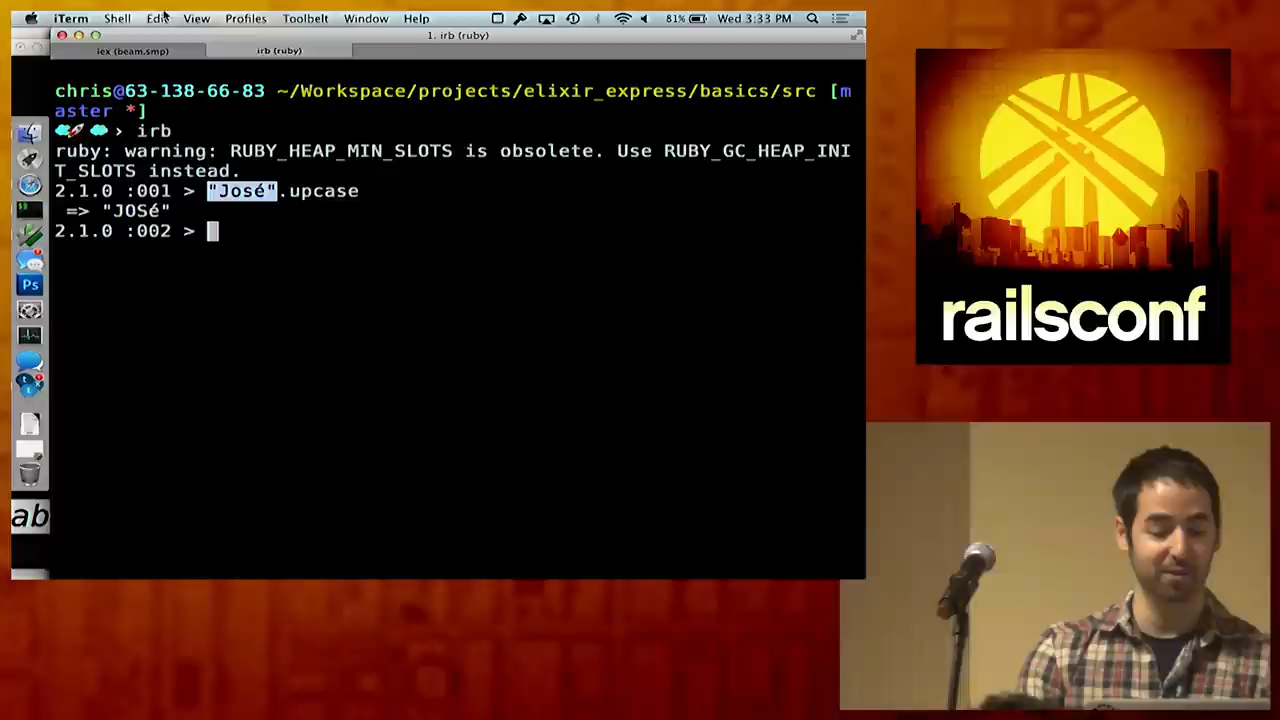 iTerm Shell Edit View Profiles Toolbelt Window Help 81% Wed 3:33 PM
1. irb (ruby)
iex (beam.smp) irb (ruby)
chris@63-138-66-83 ~/Workspace/projects/elixir_express/basics/src [m
aster *]
› irb
ruby: warning: RUBY_HEAP_MIN_SLOTS is obsolete. Use RUBY_GC_HEAP_INI
T_SLOTS instead.
2.1.0 :001 > "José".upcase
=> "JOSé"
2.1.0 :002 >
Ps
ab
railsconf